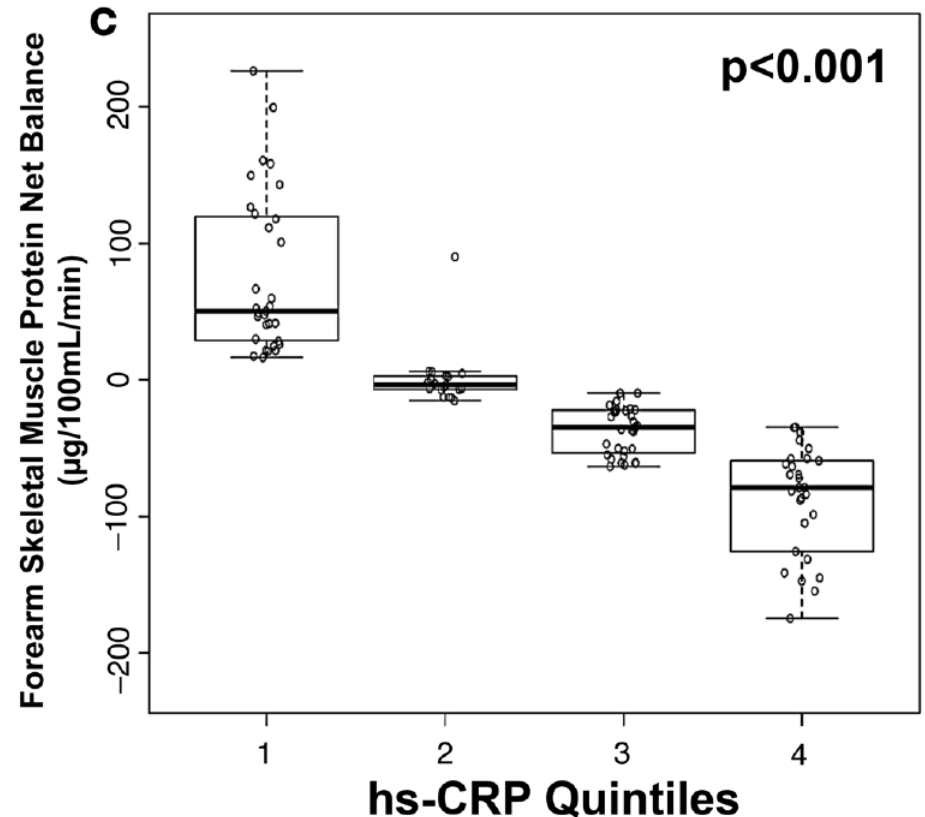 c
p<0.001
Forearm Skeletal Muscle Protein Net Balance
(µg/100mL/min)
200
100
0
−100
−200
1 2 3 4
hs-CRP Quintiles